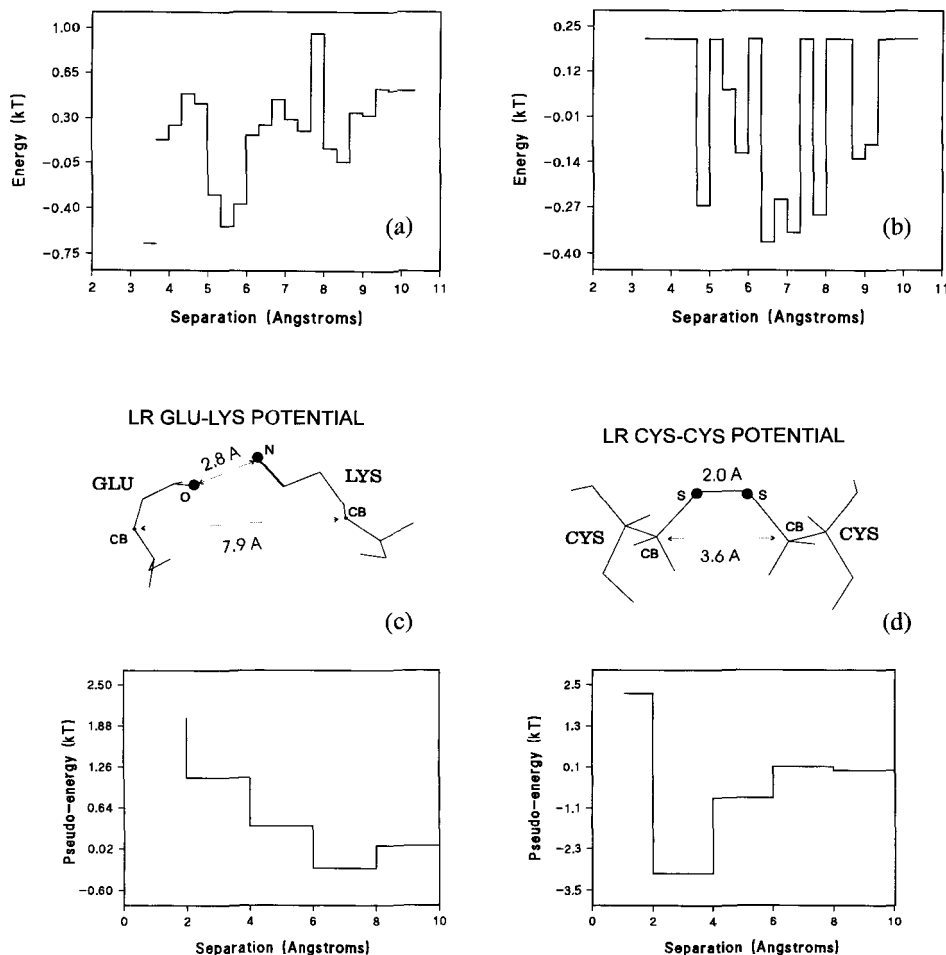 1.00
0.65
0.30
−0.05
−0.40
−0.75
Energy (kT)
2 3 4 5 6 7 8 9 10 11
Separation (Angstroms)
(a)
0.25
0.12
−0.01
−0.14
−0.27
−0.40
Energy (kT)
2 3 4 5 6 7 8 9 10 11
Separation (Angstroms)
(b)
LR GLU-LYS POTENTIAL
GLU
2.8 A
N
LYS
O
CB
CB
7.9 A
(c)
LR CYS-CYS POTENTIAL
2.0 A
S
S
CYS
CB
CB
CYS
3.6 A
(d)
2.50
1.88
1.26
0.64
0.02
−0.60
Pseudo-energy (kT)
0 2 4 6 8 10
Separation (Angstroms)
2.5
1.3
0.1
−1.1
−2.3
−3.5
Pseudo-energy (kT)
0 2 4 6 8 10
Separation (Angstroms)